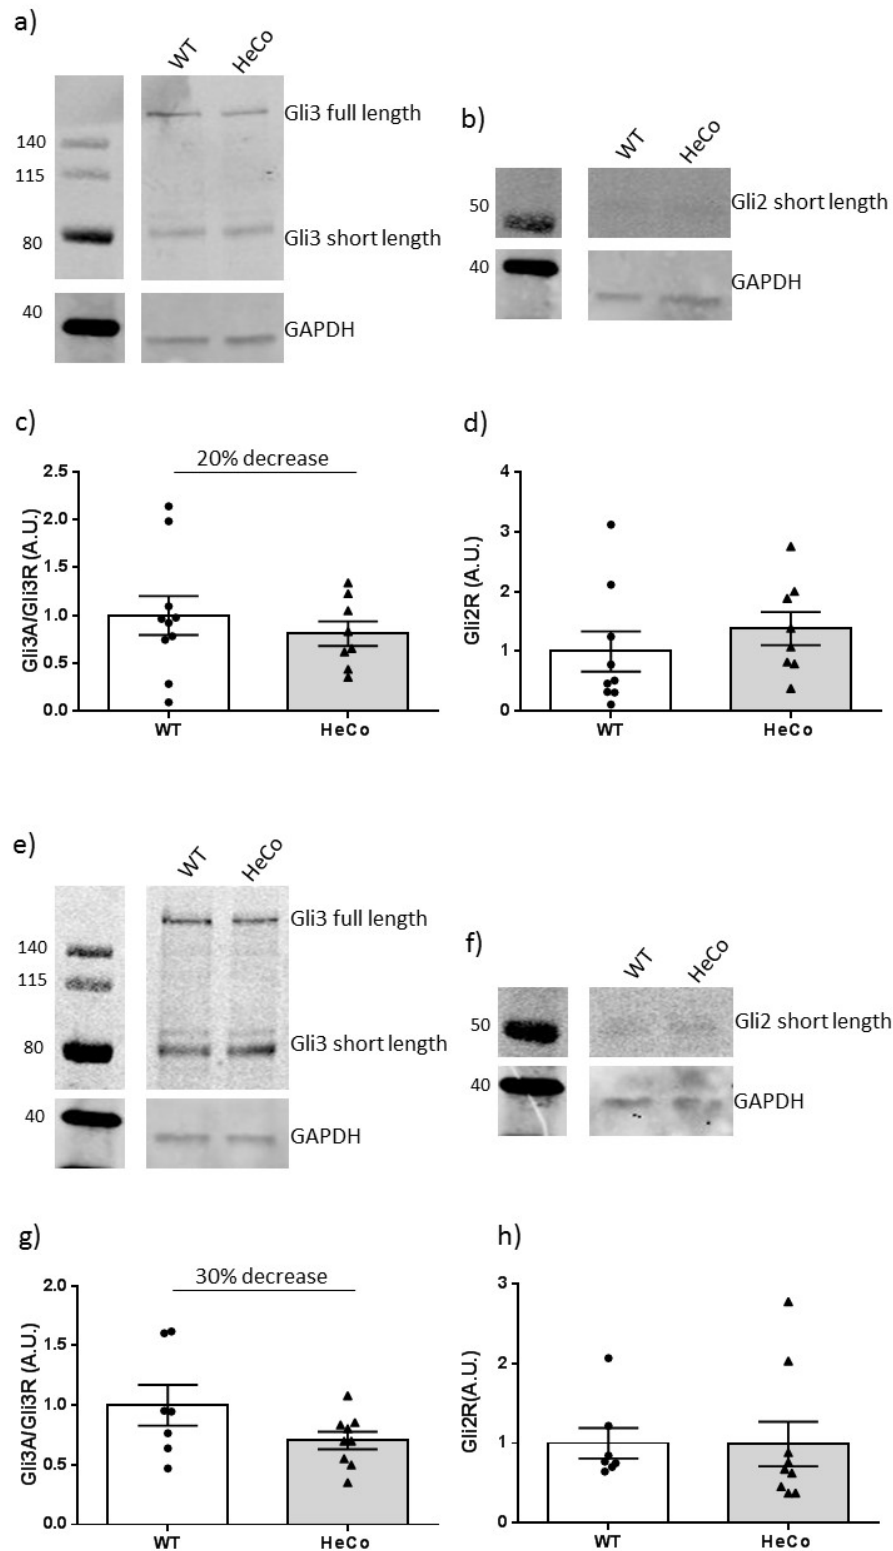 a)
WT HeCo
Gli3 full length
140
115
80
Gli3 short length
40
GAPDH
b)
WT HeCo
50
Gli2 short length
40
GAPDH
c)
20% decrease
Gli3A/Gli3R (A.U.)
2.5
2.0
1.5
1.0
0.5
0.0
WT HeCo
d)
Gli2R (A.U.)
4
3
2
1
0
WT HeCo
e)
WT HeCo
Gli3 full length
140
115
80
Gli3 short length
40
GAPDH
f)
WT HeCo
50
Gli2 short length
40
GAPDH
g)
30% decrease
Gli3A/Gli3R (A.U.)
2.0
1.5
1.0
0.5
0.0
WT HeCo
h)
Gli2R(A.U.)
3
2
1
0
WT HeCo